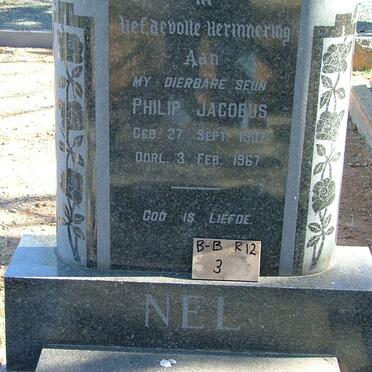 In
liefdevolle Herinnering
Aan
MY DIERBARE SEUN
PHILIP JACOBUS
GEB. 27 SEPT. 1907
OORL. 3 FEB. 1967
GOD IS LIEFDE.
B-B R12
3
NEL